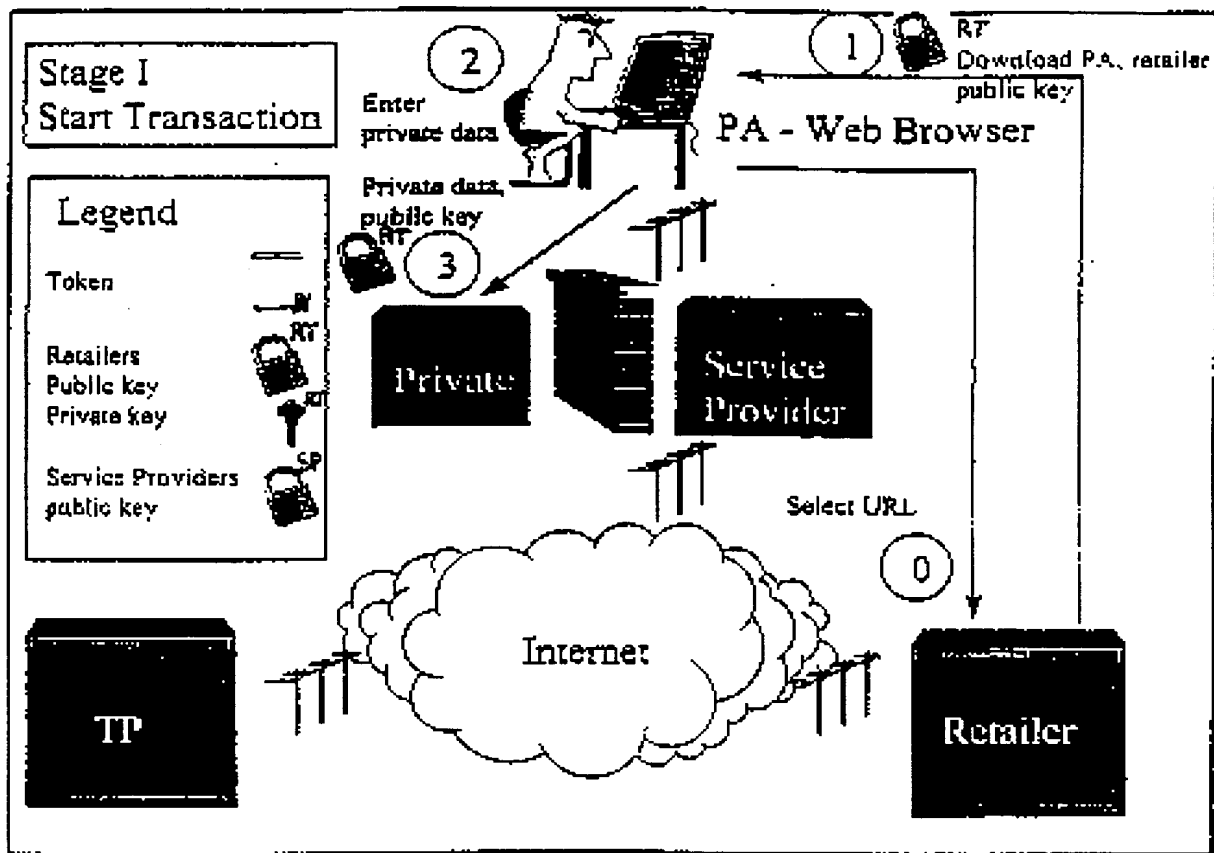 Stage I
Start Transaction
2
Enter
private data
Private data,
public key
RT
3
1
RT
Download PA, retailer
public key
PA - Web Browser
Legend
Token
Retailers
Public key
RT
Private key
Service Providers
public key
SP
Private
Service
Provider
Select URL
0
Internet
TP
Retailer